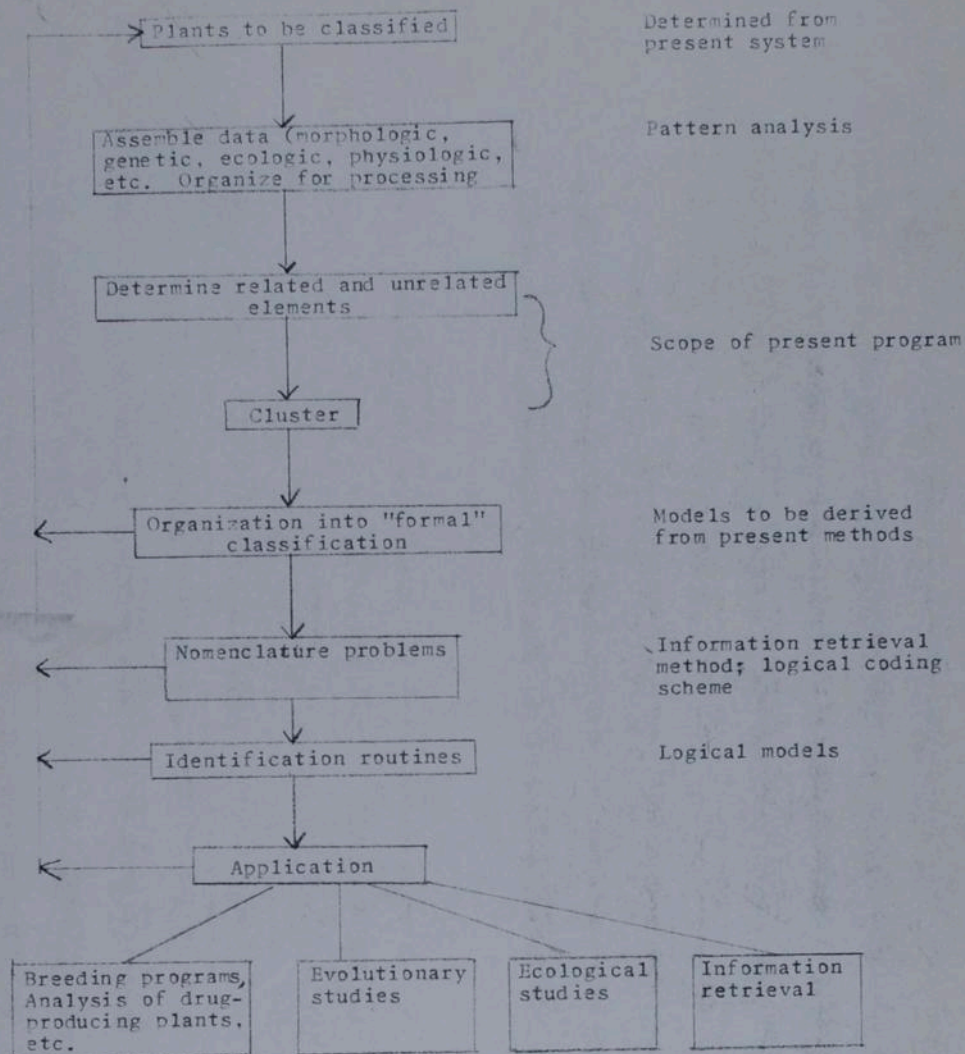 Plants to be classified
Determined from
present system
Assemble data (morphologic,
genetic, ecologic, physiologic,
etc. Organize for processing
Pattern analysis
Determine related and unrelated
elements
Scope of present program
Cluster
Organization into "formal"
classification
Models to be derived
from present methods
Nomenclature problems
Information retrieval
method; logical coding
scheme
Identification routines
Logical models
Application
Breeding programs,
Analysis of drug-
producing plants,
etc.
Evolutionary
studies
Ecological
studies
Information
retrieval